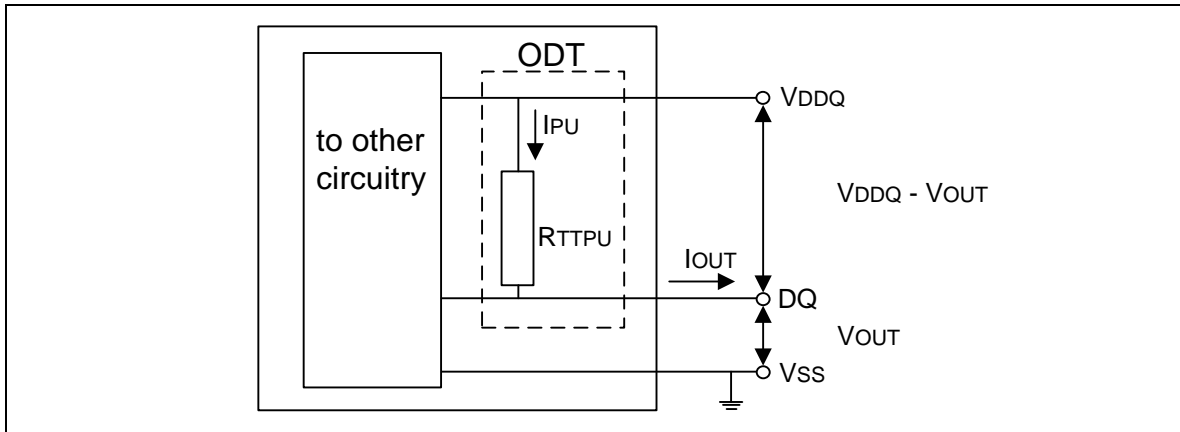 ODT
VDDQ
IPU
to other
circuitry
VDDQ - VOUT
RTTPU
IOUT
DQ
VOUT
VSS